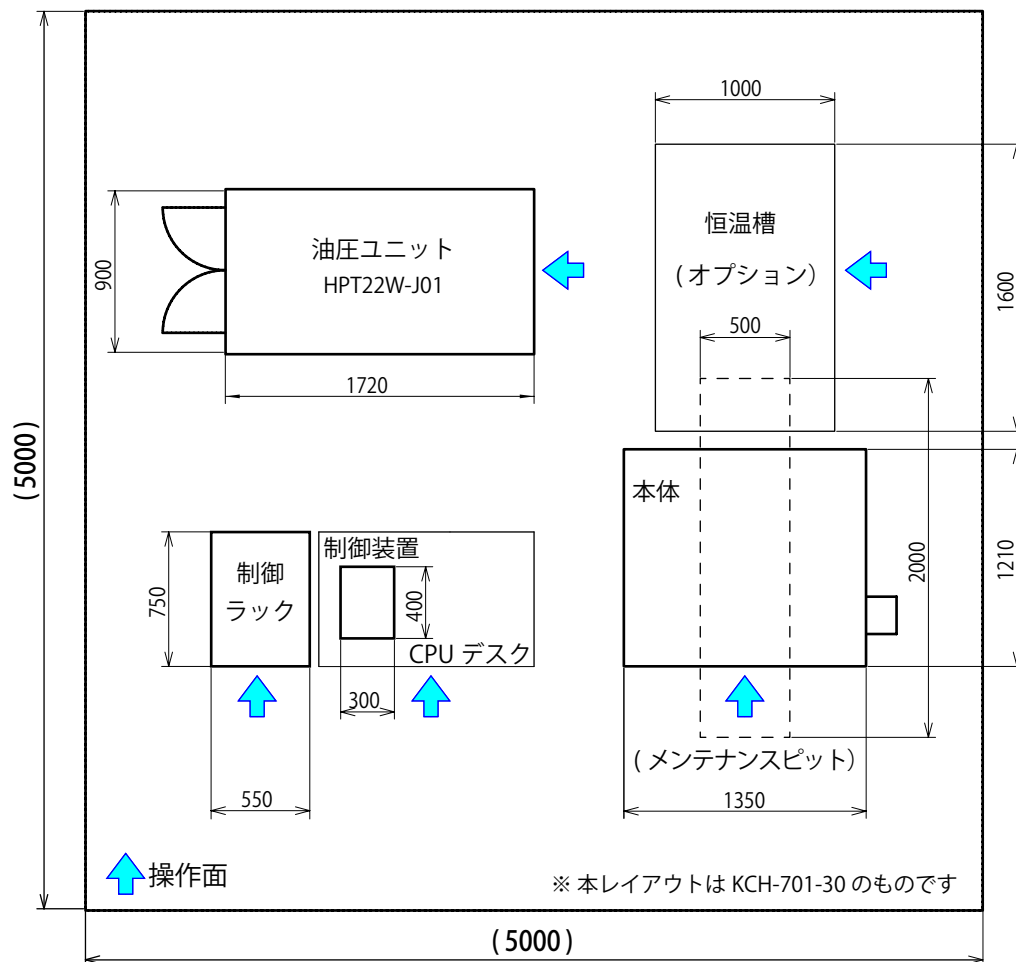 1000
恒温槽
(オプション)
1600
900
油圧ユニット
HPT22W-J01
1720
500
(5000)
本体
2000
1210
750
制御
ラック
制御装置
400
CPU デスク
300
550
(メンテナンスピット)
1350
操作面
※ 本レイアウトは KCH-701-30 のものです
(5000)